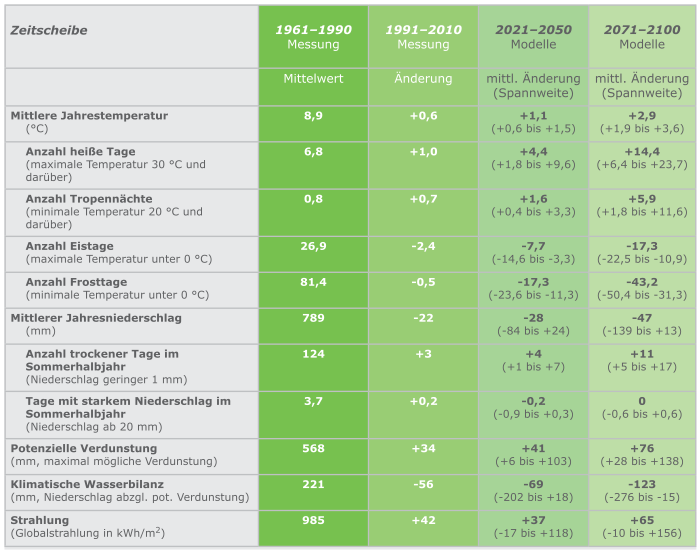 Zeitscheibe 1961–1990 1991–2010 2021–2050 2071–2100
Messung Messung Modelle Modelle
Mittelwert Änderung mittl. Änderung mittl. Änderung
(Spannweite) (Spannweite)
Mittlere Jahrestemperatur 8,9 +0,6 +1,1 +2,9
(°C) (+0,6 bis +1,5) (+1,9 bis +3,6)
Anzahl heiße Tage 6,8 +1,0 +4,4 +14,4
(maximale Temperatur 30 °C und (+1,8 bis +9,6) (+6,4 bis +23,7)
darüber)
Anzahl Tropennächte 0,8 +0,7 +1,6 +5,9
(minimale Temperatur 20 °C und (+0,4 bis +3,3) (+1,8 bis +11,6)
darüber)
Anzahl Eistage 26,9 -2,4 -7,7 -17,3
(maximale Temperatur unter 0 °C) (-14,6 bis -3,3) (-22,5 bis -10,9)
Anzahl Frosttage 81,4 -0,5 -17,3 -43,2
(minimale Temperatur unter 0 °C) (-23,6 bis -11,3) (-50,4 bis -31,3)
Mittlerer Jahresniederschlag 789 -22 -28 -47
(mm) (-84 bis +24) (-139 bis +13)
Anzahl trockener Tage im 124 +3 +4 +11
Sommerhalbjahr (+1 bis +7) (+5 bis +17)
(Niederschlag geringer 1 mm)
Tage mit starkem Niederschlag im 3,7 +0,2 -0,2 0
Sommerhalbjahr (-0,9 bis +0,3) (-0,6 bis +0,6)
(Niederschlag ab 20 mm)
Potenzielle Verdunstung 568 +34 +41 +76
(mm, maximal mögliche Verdunstung) (+6 bis +103) (+28 bis +138)
Klimatische Wasserbilanz 221 -56 -69 -123
(mm, Niederschlag abzgl. pot. Verdunstung) (-202 bis +18) (-276 bis -15)
Strahlung 985 +42 +37 +65
(Globalstrahlung in kWh/m²) (-17 bis +118) (-10 bis +156)